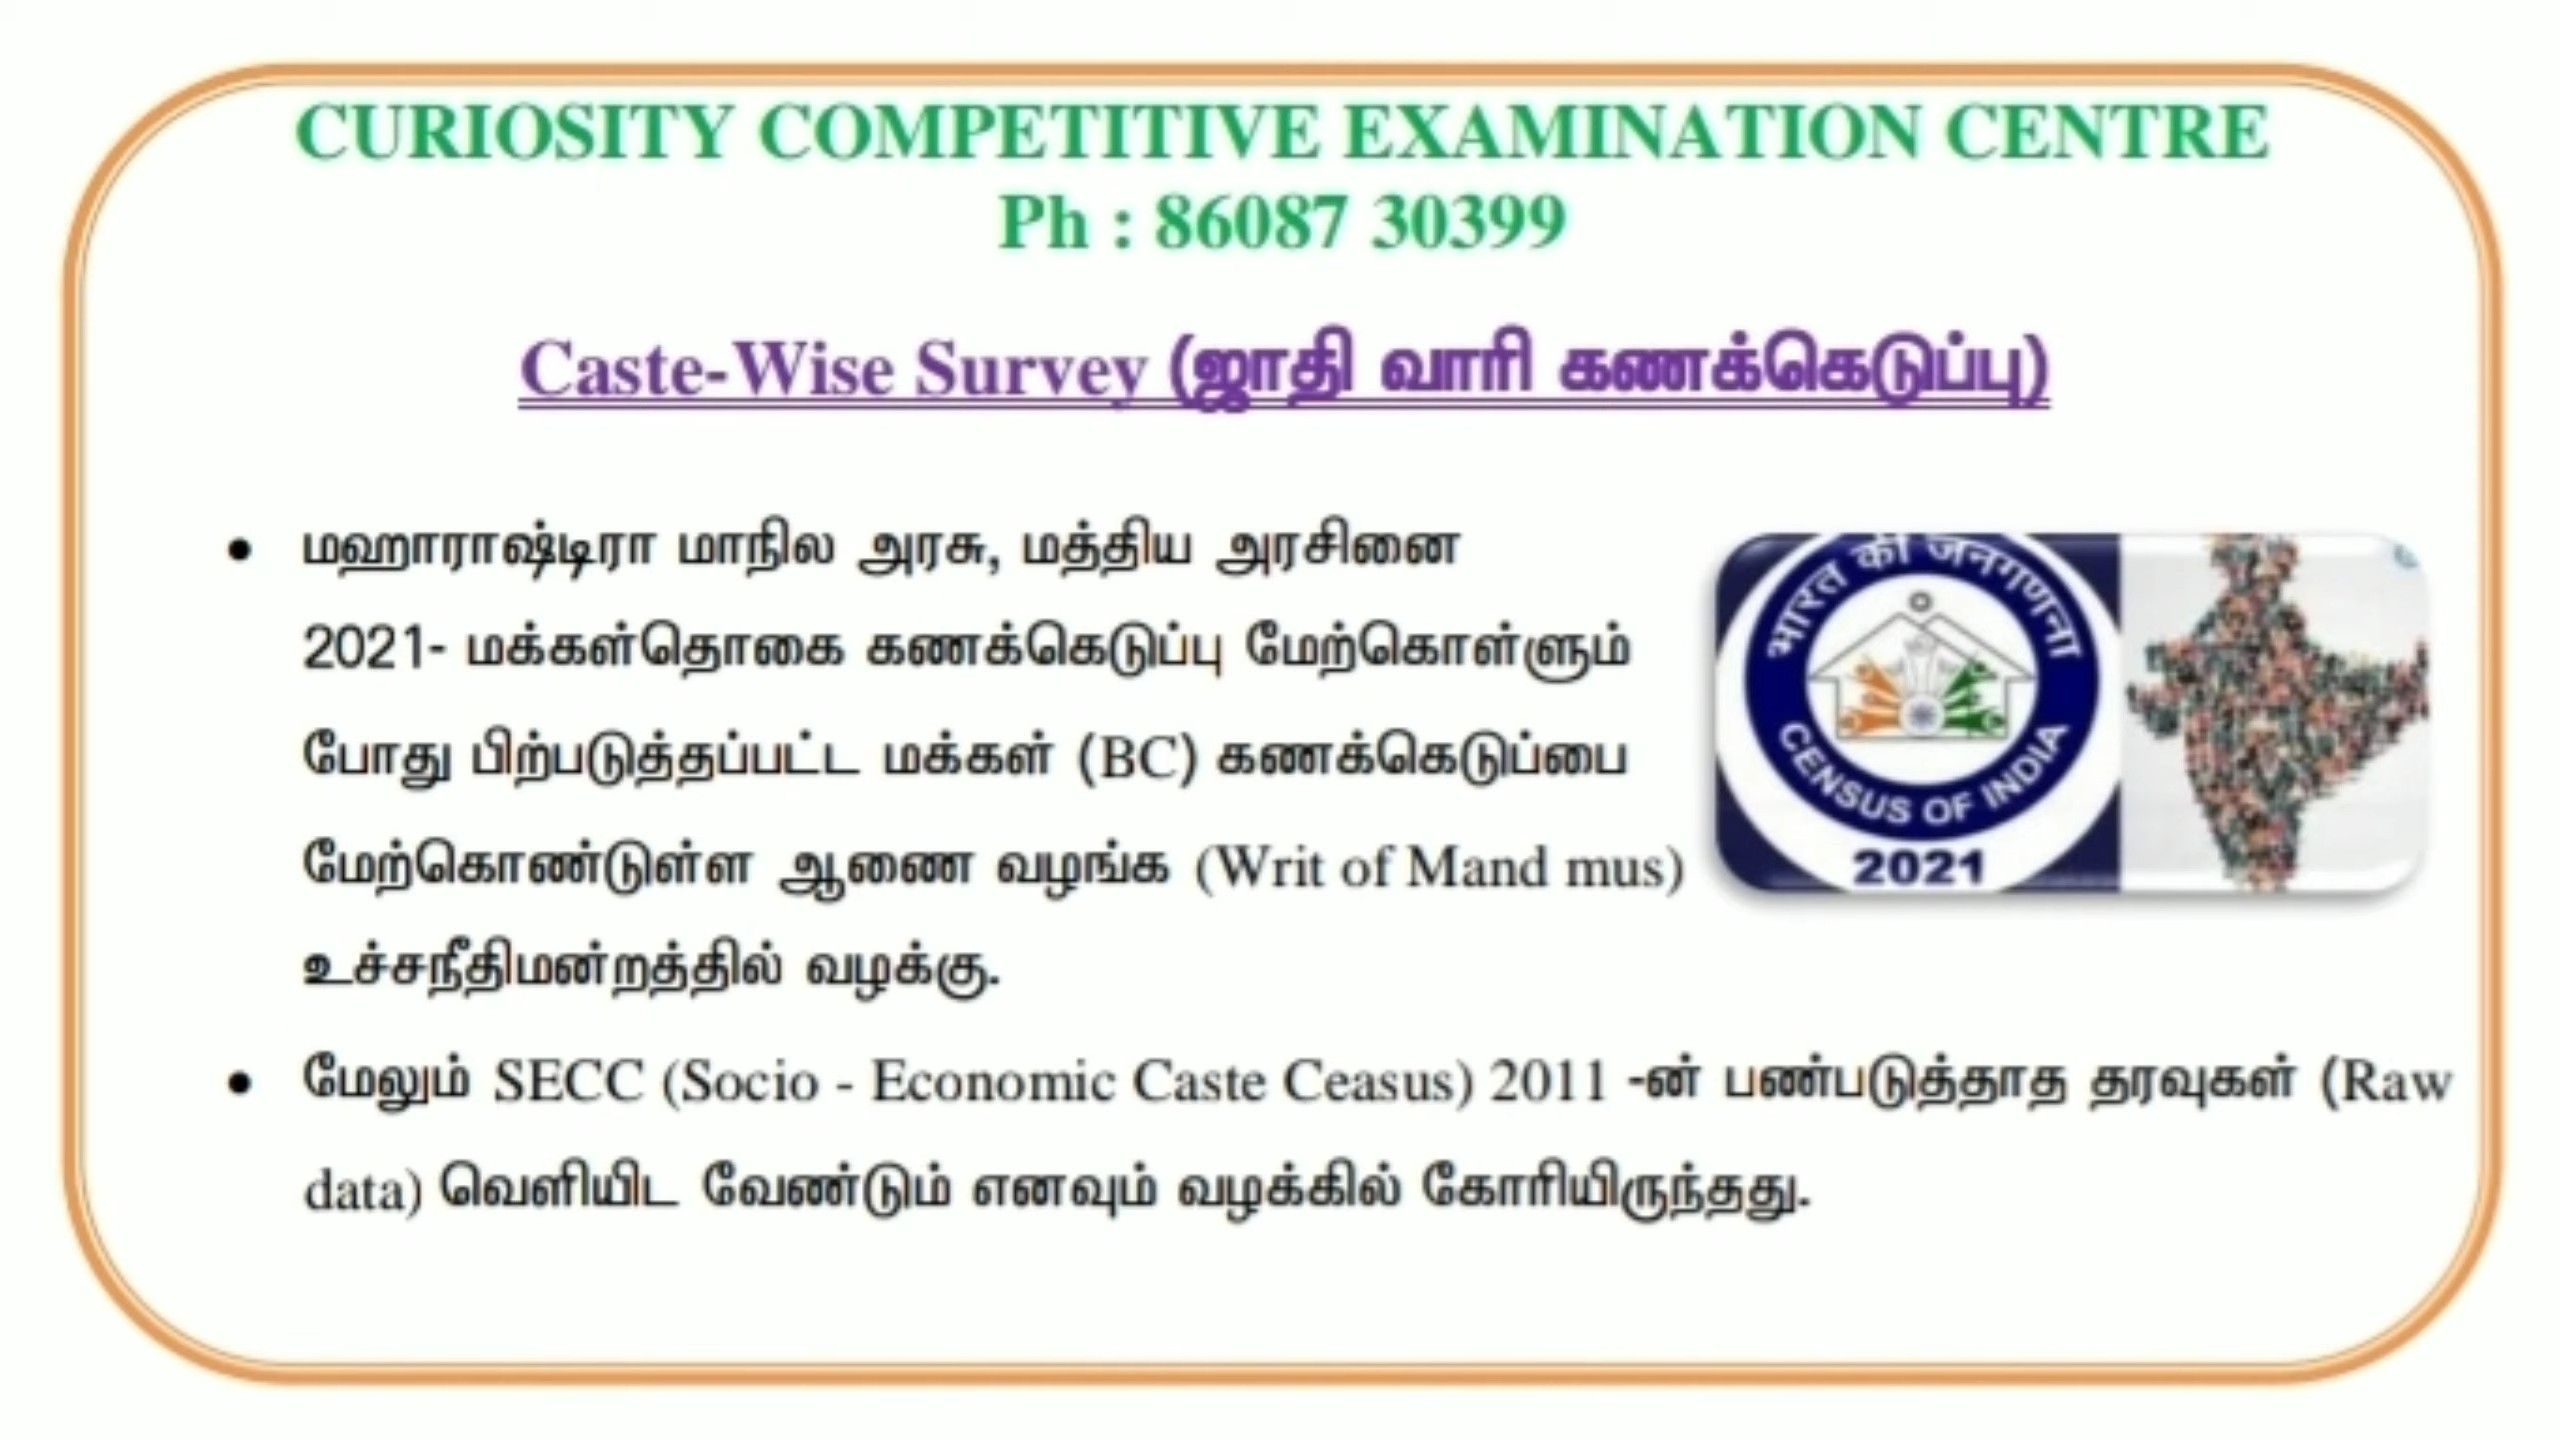 CURIOSITY COMPETITIVE EXAMINATION CENTRE
Ph : 86087 30399
Caste-Wise Survey (ஜாதி வாரி கணக்கெடுப்பு)
• மஹாராஷ்டிரா மாநில அரசு, மத்திய அரசினை
2021- மக்கள்தொகை கணக்கெடுப்பு மேற்கொள்ளும்
போது பிற்படுத்தப்பட்ட மக்கள் (BC) கணக்கெடுப்பை
மேற்கொண்டுள்ள ஆணை வழங்க (Writ of Mand mus)
உச்சநீதிமன்றத்தில் வழக்கு.
भारत की जनगणना
CENSUS OF INDIA
2021
• மேலும் SECC (Socio - Economic Caste Ceasus) 2011 -ன் பண்படுத்தாத தரவுகள் (Raw
data) வெளியிட வேண்டும் எனவும் வழக்கில் கோரியிருந்தது.